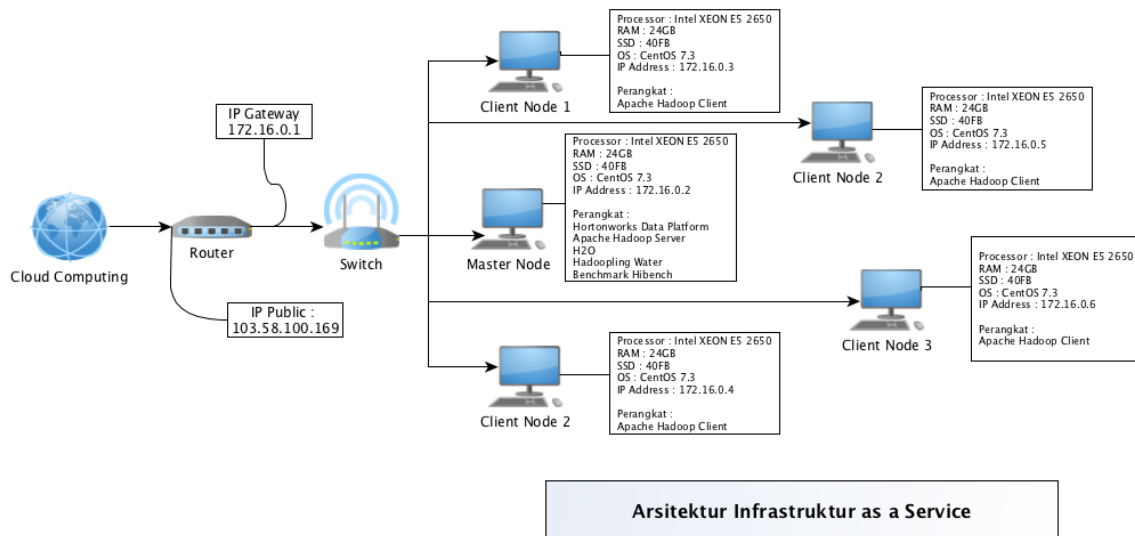 Cloud Computing
Router
IP Gateway
172.16.0.1
IP Public :
103.58.100.169
Switch
Client Node 1
Processor : Intel XEON E5 2650
RAM : 24GB
SSD : 40FB
OS : CentOS 7.3
IP Address : 172.16.0.3
Perangkat :
Apache Hadoop Client
Client Node 2
Processor : Intel XEON E5 2650
RAM : 24GB
SSD : 40FB
OS : CentOS 7.3
IP Address : 172.16.0.5
Perangkat :
Apache Hadoop Client
Master Node
Processor : Intel XEON E5 2650
RAM : 24GB
SSD : 40FB
OS : CentOS 7.3
IP Address : 172.16.0.2
Perangkat :
Hortonworks Data Platform
Apache Hadoop Server
H2O
Hadoopling Water
Benchmark Hibench
Client Node 3
Processor : Intel XEON E5 2650
RAM : 24GB
SSD : 40FB
OS : CentOS 7.3
IP Address : 172.16.0.6
Perangkat :
Apache Hadoop Client
Client Node 2
Processor : Intel XEON E5 2650
RAM : 24GB
SSD : 40FB
OS : CentOS 7.3
IP Address : 172.16.0.4
Perangkat :
Apache Hadoop Client
Arsitektur Infrastruktur as a Service